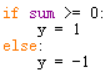 if sum >= 0:
    y = 1
else:
    y = -1